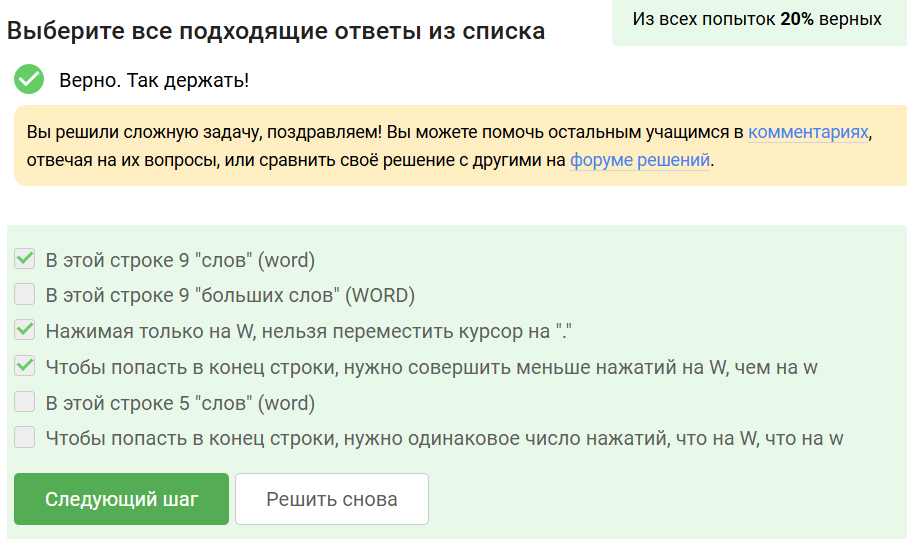 Из всех попыток 20% верных
Выберите все подходящие ответы из списка
Верно. Так держать!
Вы решили сложную задачу, поздравляем! Вы можете помочь остальным учащимся в комментариях,
отвечая на их вопросы, или сравнить своё решение с другими на форуме решений.
В этой строке 9 "слов" (word)
В этой строке 9 "больших слов" (WORD)
Нажимая только на W, нельзя переместить курсор на "."
Чтобы попасть в конец строки, нужно совершить меньше нажатий на W, чем на w
В этой строке 5 "слов" (word)
Чтобы попасть в конец строки, нужно одинаковое число нажатий, что на W, что на w
Следующий шаг
Решить снова